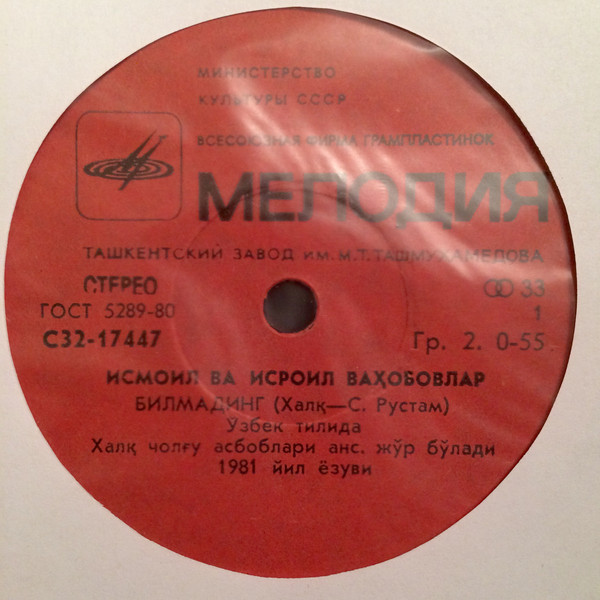 МИНИСТЕРСТВО
КУЛЬТУРЫ СССР
ВСЕСОЮЗНАЯ ФИРМА ГРАМПЛАСТИНОК
МЕЛОДИЯ
ТАШКЕНТСКИЙ ЗАВОД ИМ. М.Т. ТАШМУХАМЕДОВА
СТЕРЕО 33
ГОСТ 5289-80 1
С32-17447 Гр. 2. 0-55
ИСМОИЛ ВА ИСРОИЛ ВАҲОБОВЛАР
БИЛМАДИНГ (Халқ—С. Рустам)
Ўзбек тилида
Халқ чолғу асбоблари анс. жўр бўлади
1981 йил ёзуви